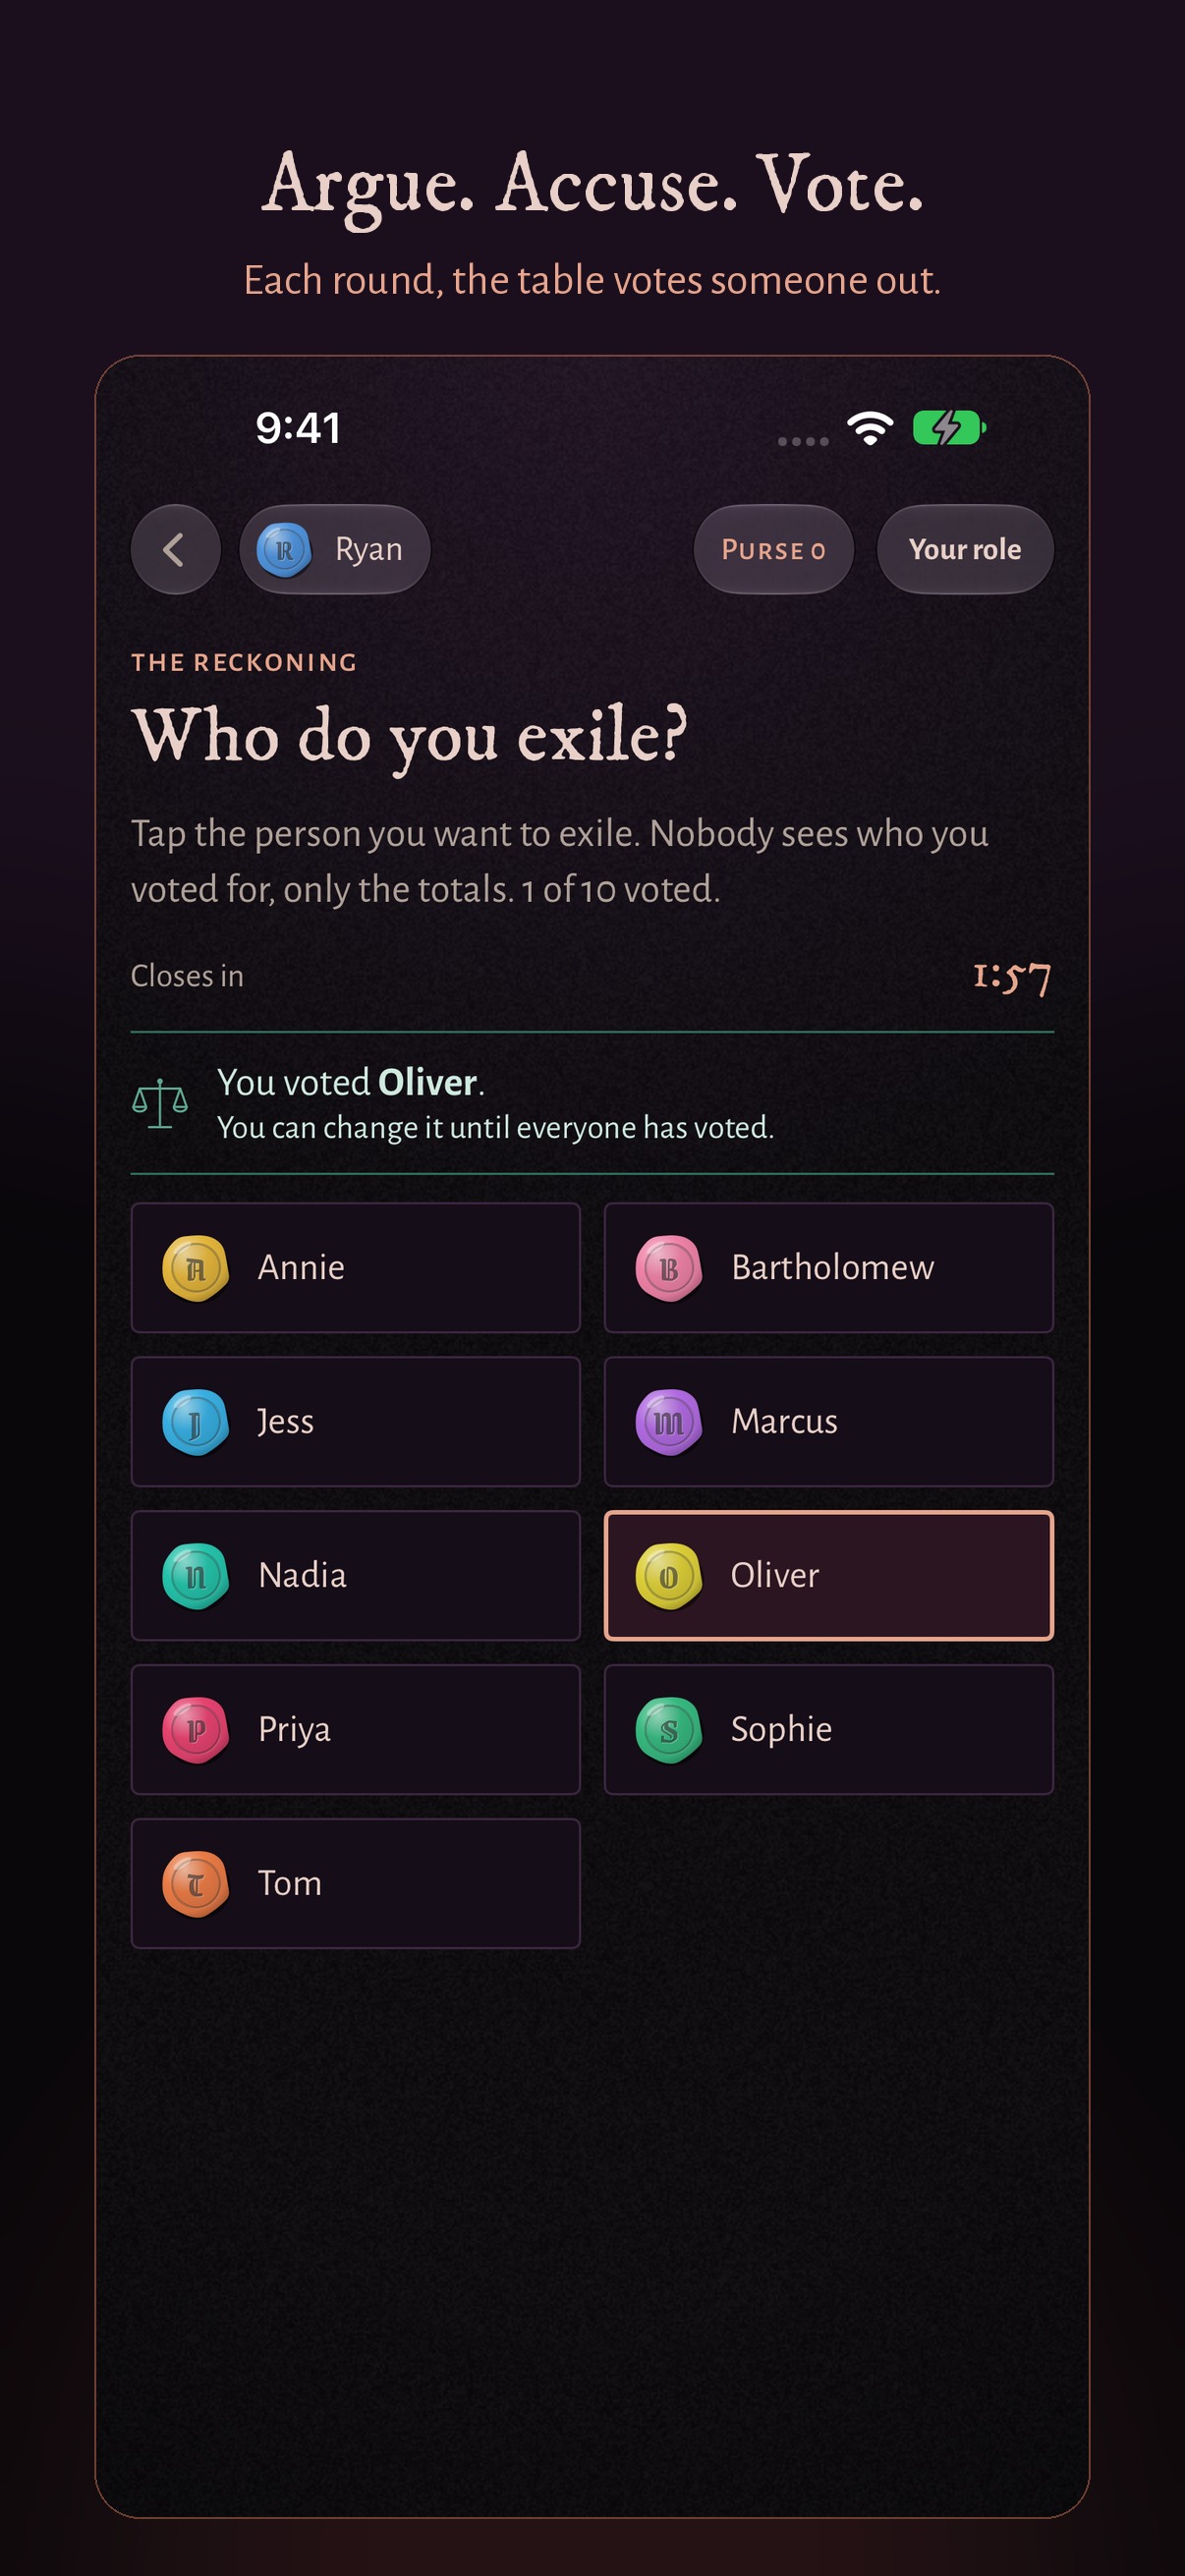 Argue. Accuse. Vote.
Each round, the table votes someone out.
9:41
R Ryan
PURSE 0
Your role
THE RECKONING
Who do you exile?
Tap the person you want to exile. Nobody sees who you
voted for, only the totals. 1 of 10 voted.
Closes in
1:57
You voted Oliver.
You can change it until everyone has voted.
A Annie
B Bartholomew
J Jess
M Marcus
N Nadia
O Oliver
P Priya
S Sophie
T Tom